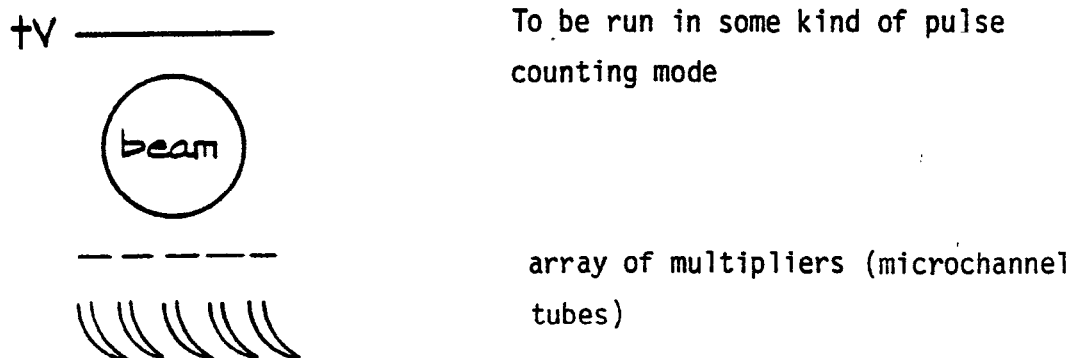 To be run in some kind of pulse
+V
counting mode
beam
array of multipliers (microchannel
tubes)